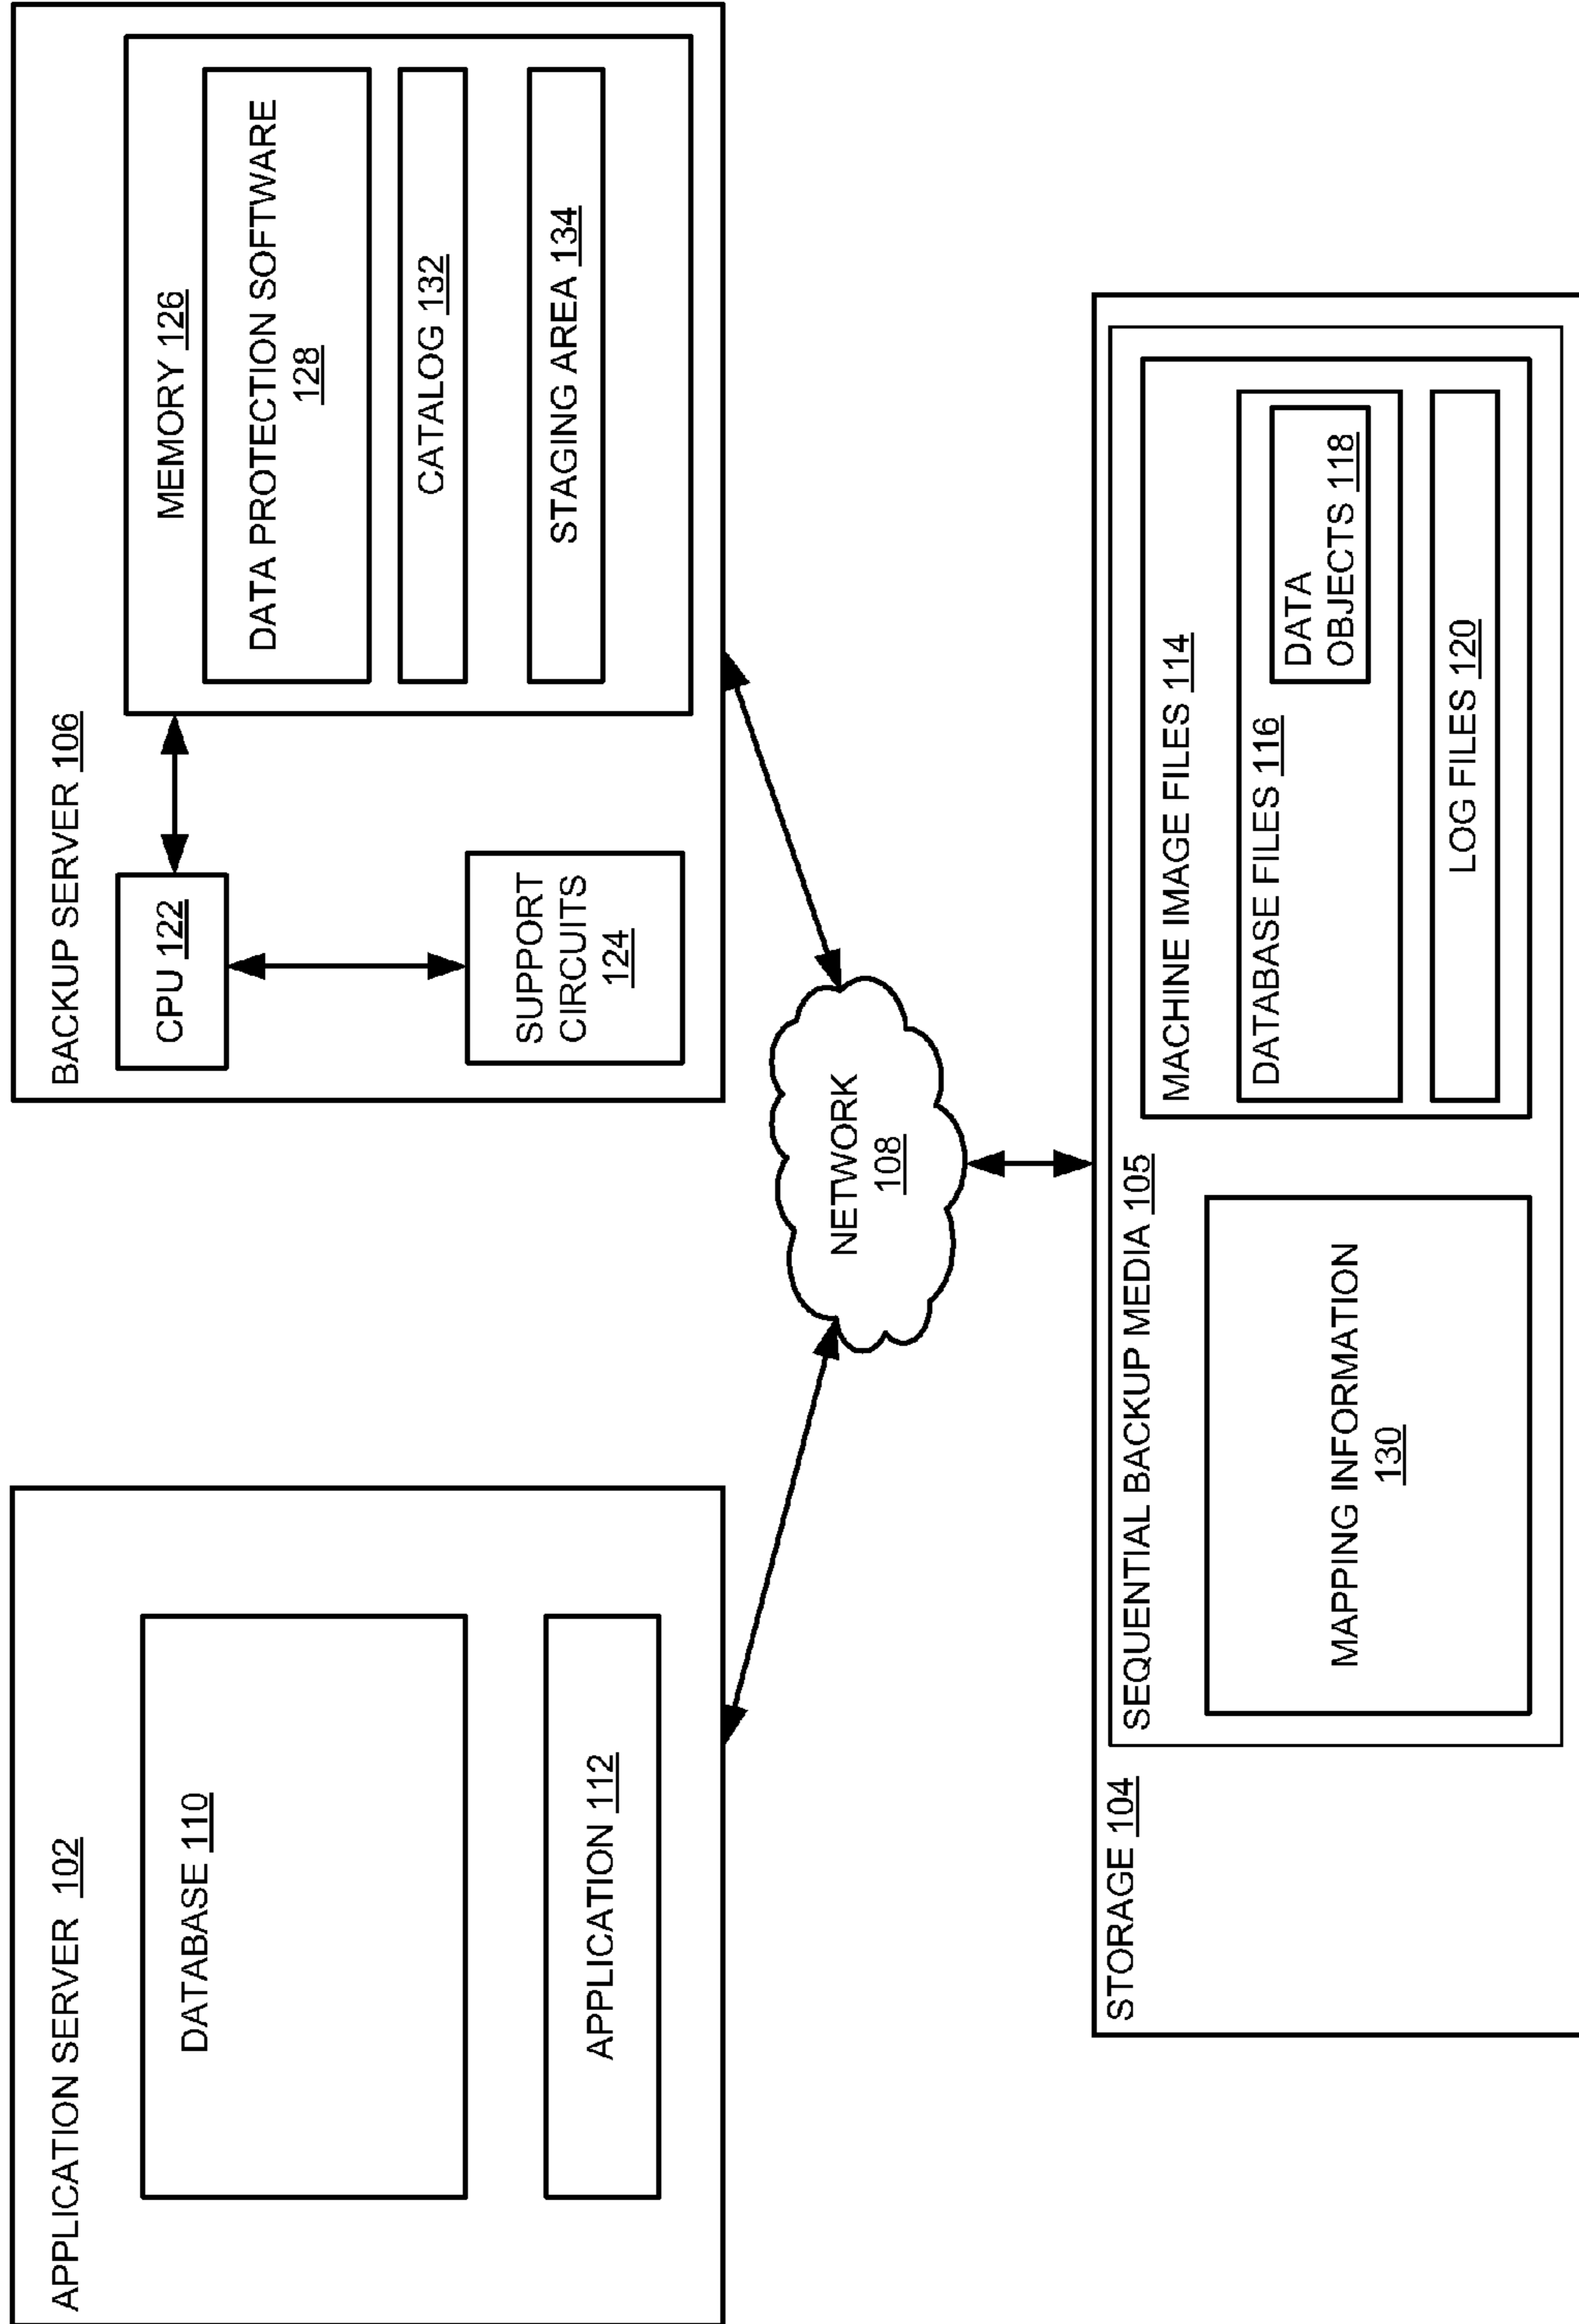 APPLICATION SERVER 102
DATABASE 110
APPLICATION 112
BACKUP SERVER 106
CPU 122
SUPPORT
CIRCUITS
124
MEMORY 126
DATA PROTECTION SOFTWARE
128
CATALOG 132
STAGING AREA 134
NETWORK
108
STORAGE 104
SEQUENTIAL BACKUP MEDIA 105
MAPPING INFORMATION
130
MACHINE IMAGE FILES 114
DATABASE FILES 116
DATA
OBJECTS 118
LOG FILES 120